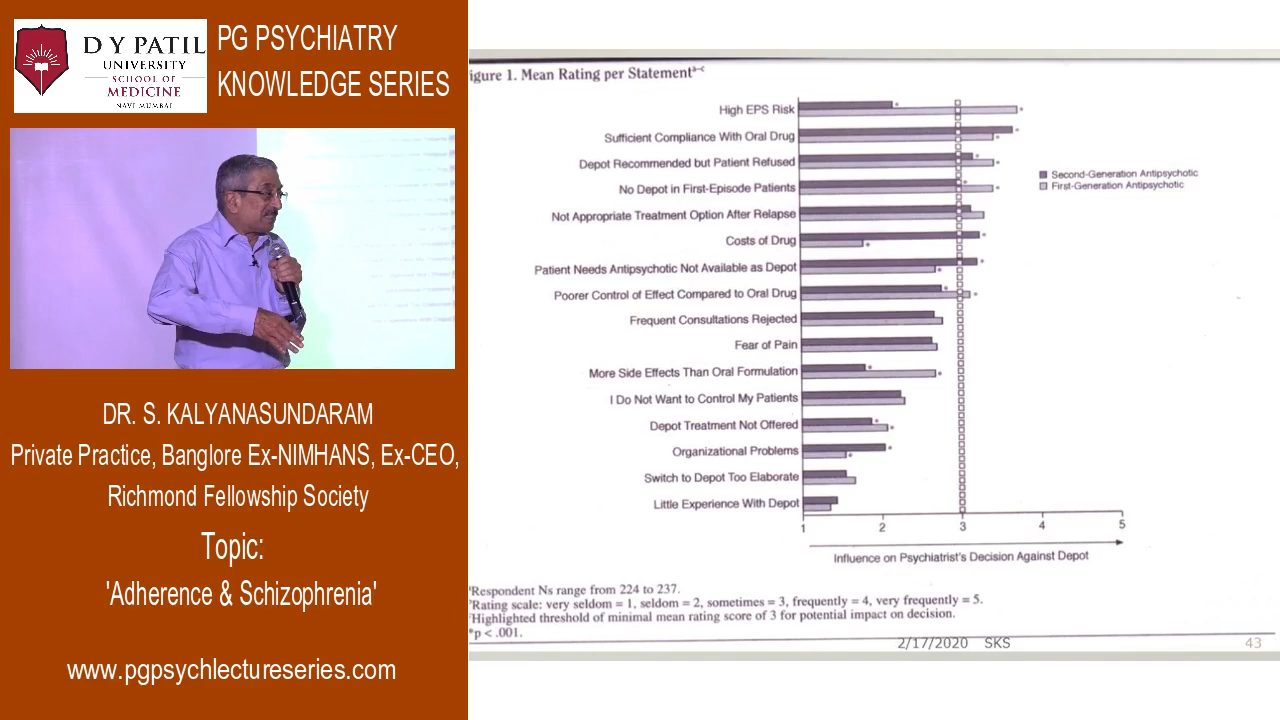 D Y PATIL
UNIVERSITY
SCHOOL OF
MEDICINE
NAVI MUMBAI
PG PSYCHIATRY
KNOWLEDGE SERIES
DR. S. KALYANASUNDARAM
Private Practice, Banglore Ex-NIMHANS, Ex-CEO,
Richmond Fellowship Society
Topic:
'Adherence & Schizophrenia'
www.pgpsychlectureseries.com
igure 1. Mean Rating per Statementa–c
High EPS Risk
Sufficient Compliance With Oral Drug
Depot Recommended but Patient Refused
No Depot in First-Episode Patients
Not Appropriate Treatment Option After Relapse
Costs of Drug
Patient Needs Antipsychotic Not Available as Depot
Poorer Control of Effect Compared to Oral Drug
Frequent Consultations Rejected
Fear of Pain
More Side Effects Than Oral Formulation
I Do Not Want to Control My Patients
Depot Treatment Not Offered
Organizational Problems
Switch to Depot Too Elaborate
Little Experience With Depot
Second-Generation Antipsychotic
First-Generation Antipsychotic
1 2 3 4 5
Influence on Psychiatrist's Decision Against Depot
Respondent Ns range from 224 to 237.
Rating scale: very seldom = 1, seldom = 2, sometimes = 3, frequently = 4, very frequently = 5.
Highlighted threshold of minimal mean rating score of 3 for potential impact on decision.
*p < .001.
2/17/2020 SKS 43